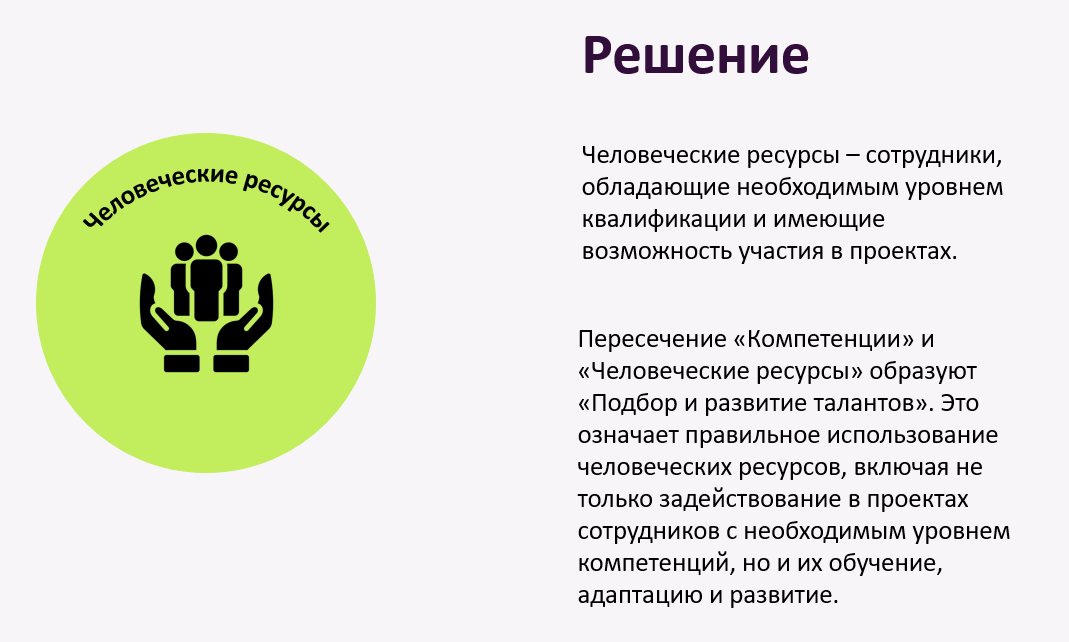 Решение
Человеческие ресурсы
Человеческие ресурсы – сотрудники,
обладающие необходимым уровнем
квалификации и имеющие
возможность участия в проектах.
Пересечение «Компетенции» и
«Человеческие ресурсы» образуют
«Подбор и развитие талантов». Это
означает правильное использование
человеческих ресурсов, включая не
только задействование в проектах
сотрудников с необходимым уровнем
компетенций, но и их обучение,
адаптацию и развитие.